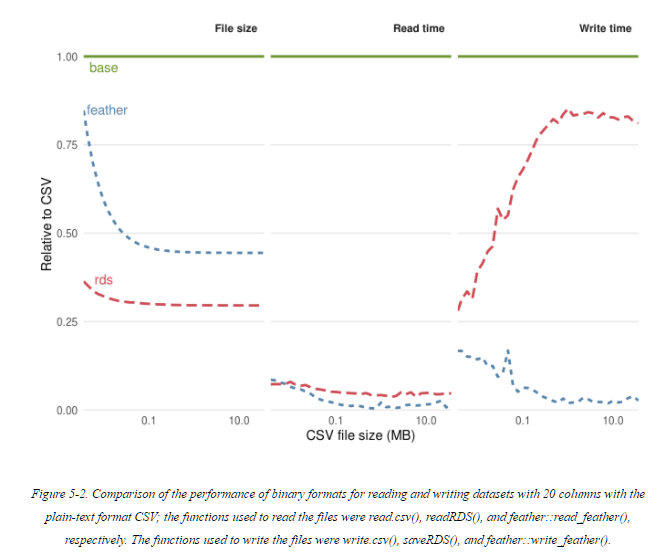 File size
Read time
Write time
1.00
base
feather
0.75
Relative to CSV
0.50
rds
0.25
0.00
0.1 10.0 0.1 10.0 0.1 10.0
CSV file size (MB)
Figure 5-2. Comparison of the performance of binary formats for reading and writing datasets with 20 columns with the
plain-text format CSV; the functions used to read the files were read.csv(), readRDS(), and feather::read_feather(),
respectively. The functions used to write the files were write.csv(), saveRDS(), and feather::write_feather().